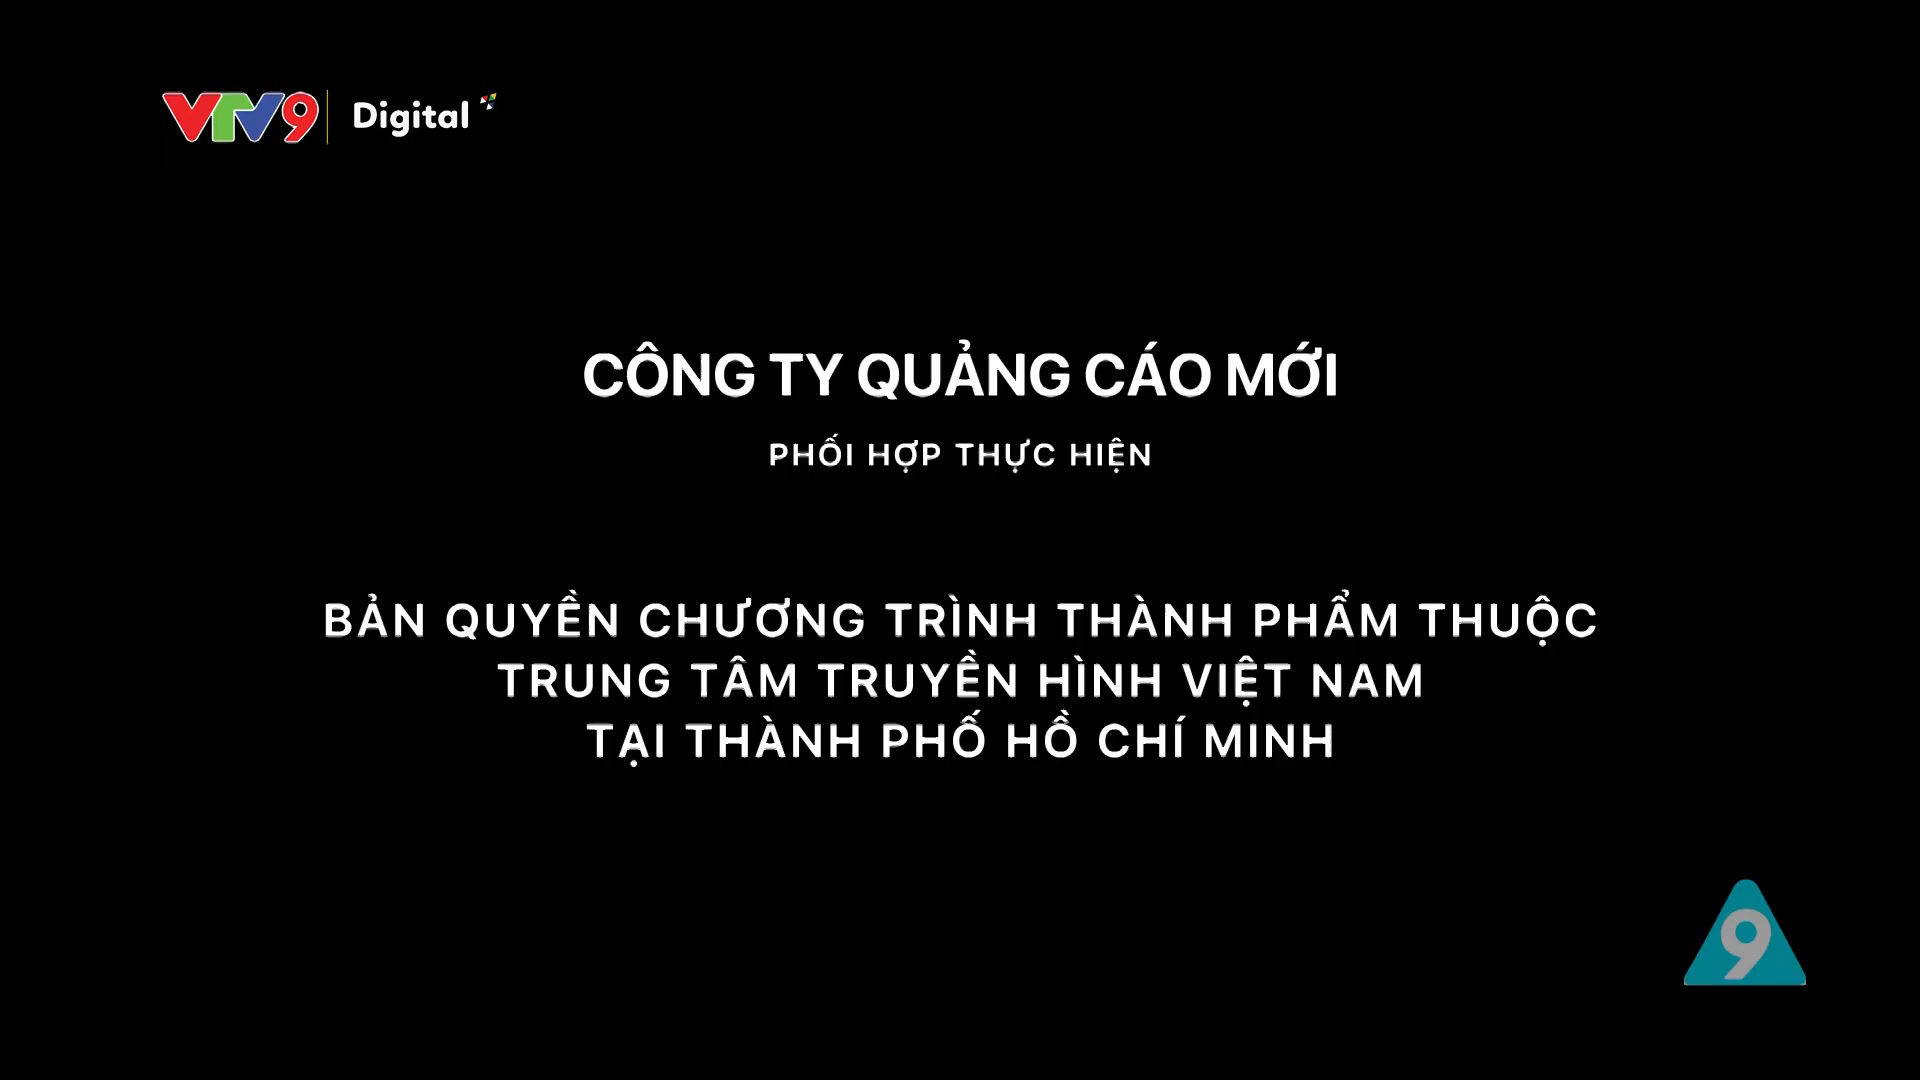 VTV9 Digital
CÔNG TY QUẢNG CÁO MỚI
PHỐI HỢP THỰC HIỆN
BẢN QUYỀN CHƯƠNG TRÌNH THÀNH PHẨM THUỘC
TRUNG TÂM TRUYỀN HÌNH VIỆT NAM
TẠI THÀNH PHỐ HỒ CHÍ MINH
9